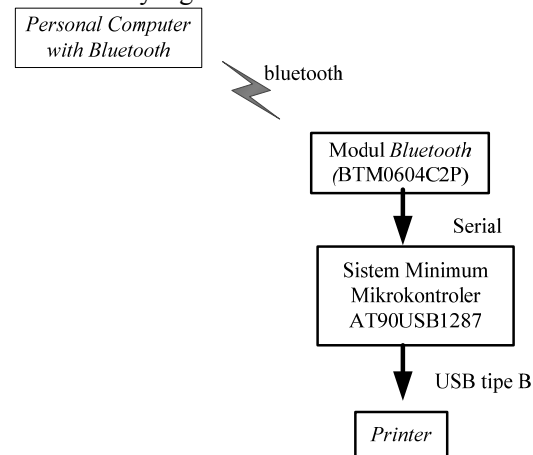 Personal Computer
with Bluetooth
bluetooth
Modul Bluetooth
(BTM0604C2P)
Serial
Sistem Minimum
Mikrokontroler
AT90USB1287
USB tipe B
Printer